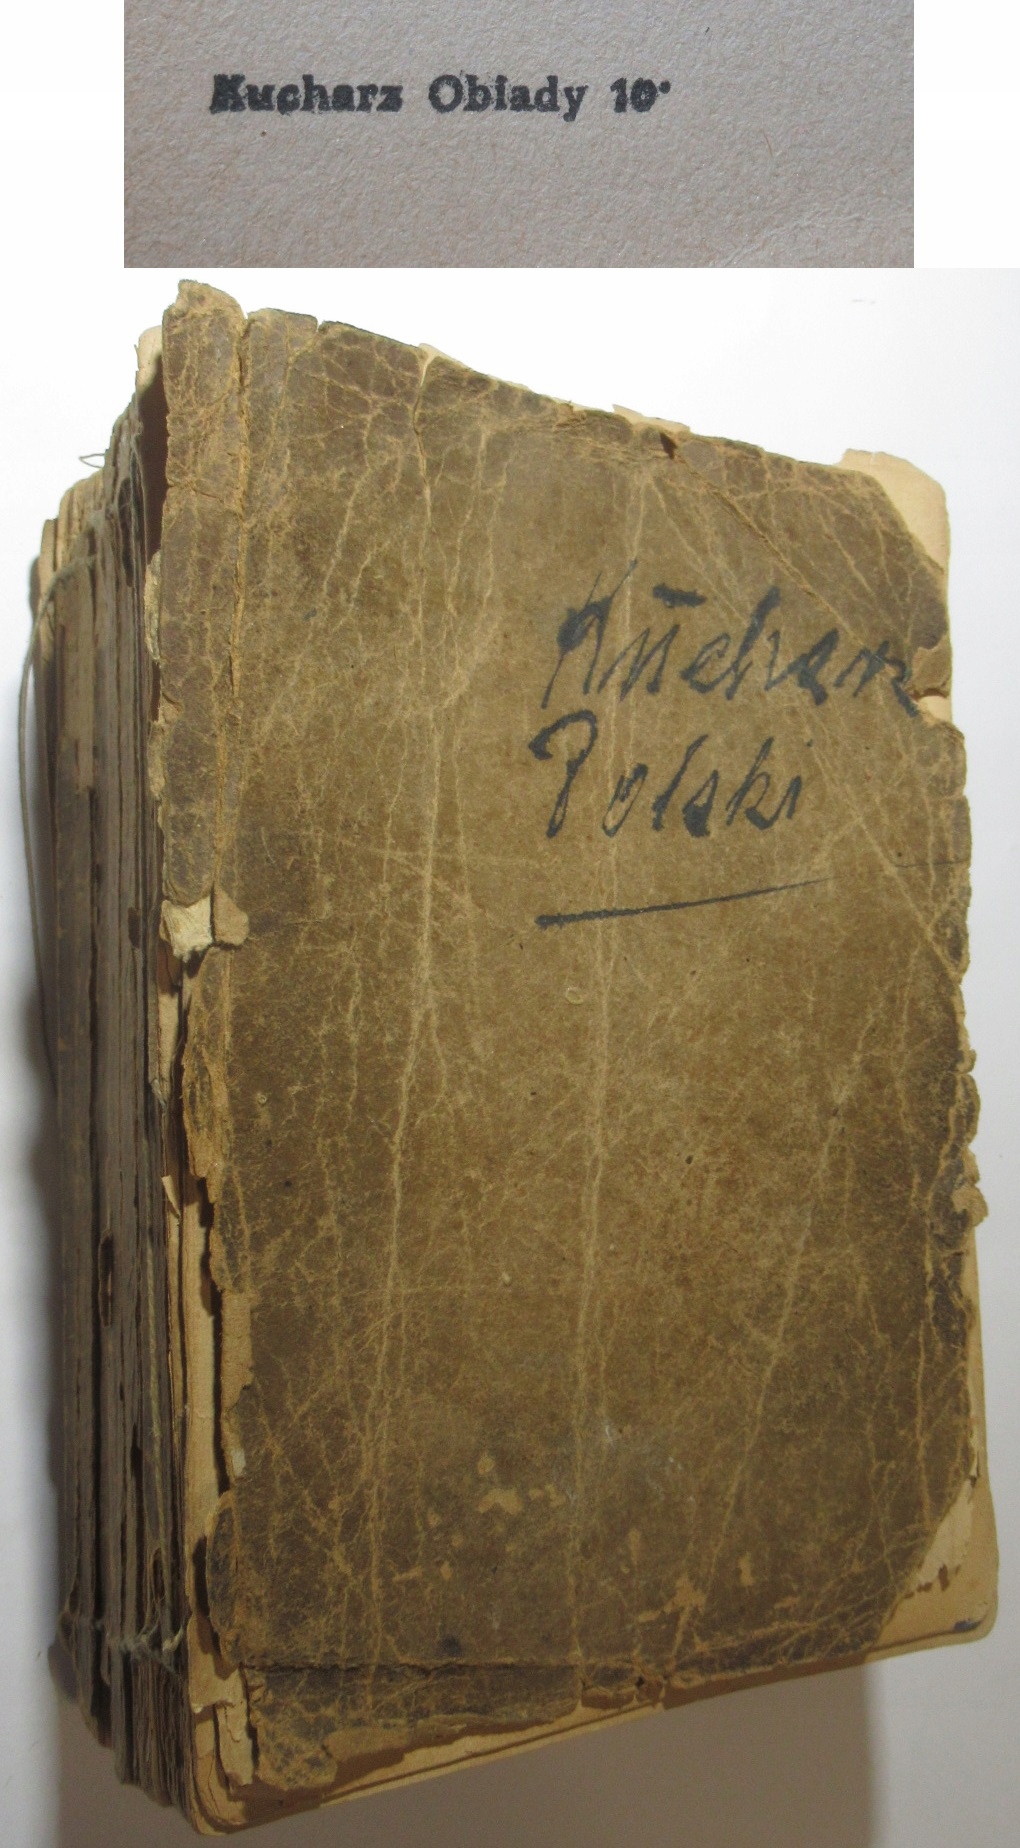 Kucharz Obiady 10•
Kucharz
Polski